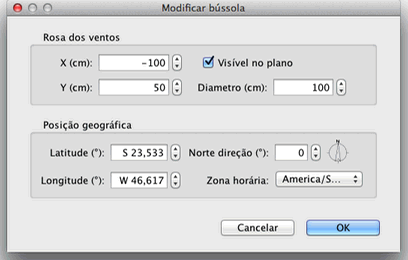 Modificar bússola
Rosa dos ventos
X (cm): -100 Visível no plano
Y (cm): 50 Diametro (cm): 100
Posição geográfica
Latitude (°): S 23,533 Norte direção (°): 0
Longitude (°): W 46,617 Zona horária: America/S...
Cancelar OK